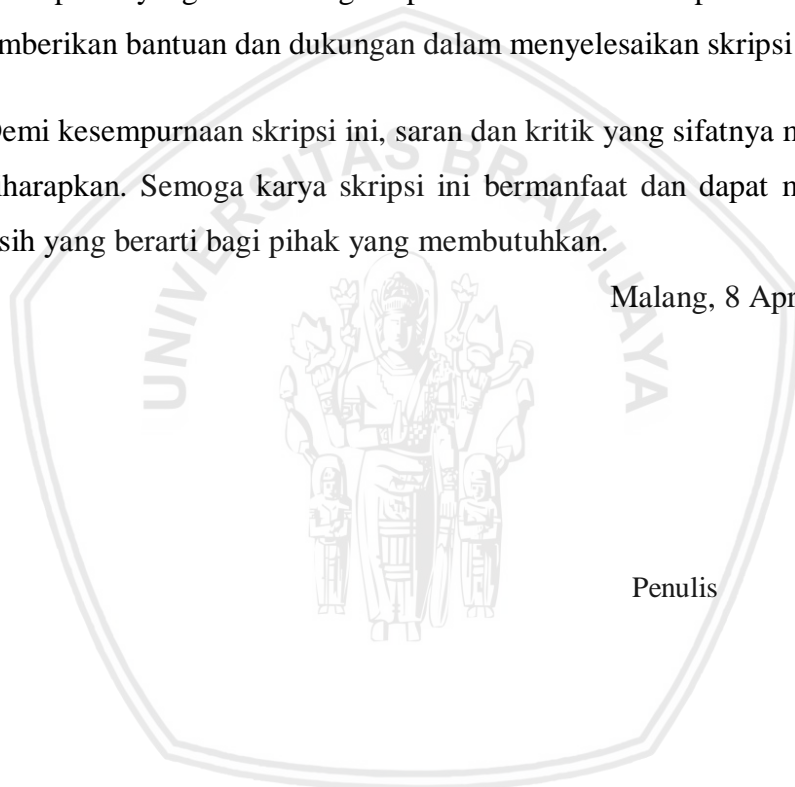 mberikan bantuan dan dukungan dalam menyelesaikan skripsi
Demi kesempurnaan skripsi ini, saran dan kritik yang sifatnya
harapkan. Semoga karya skripsi ini bermanfaat dan dapat
sih yang berarti bagi pihak yang membutuhkan.
Malang, 8 Apr
UNIVERSITAS BRAWIJAYA
Penulis